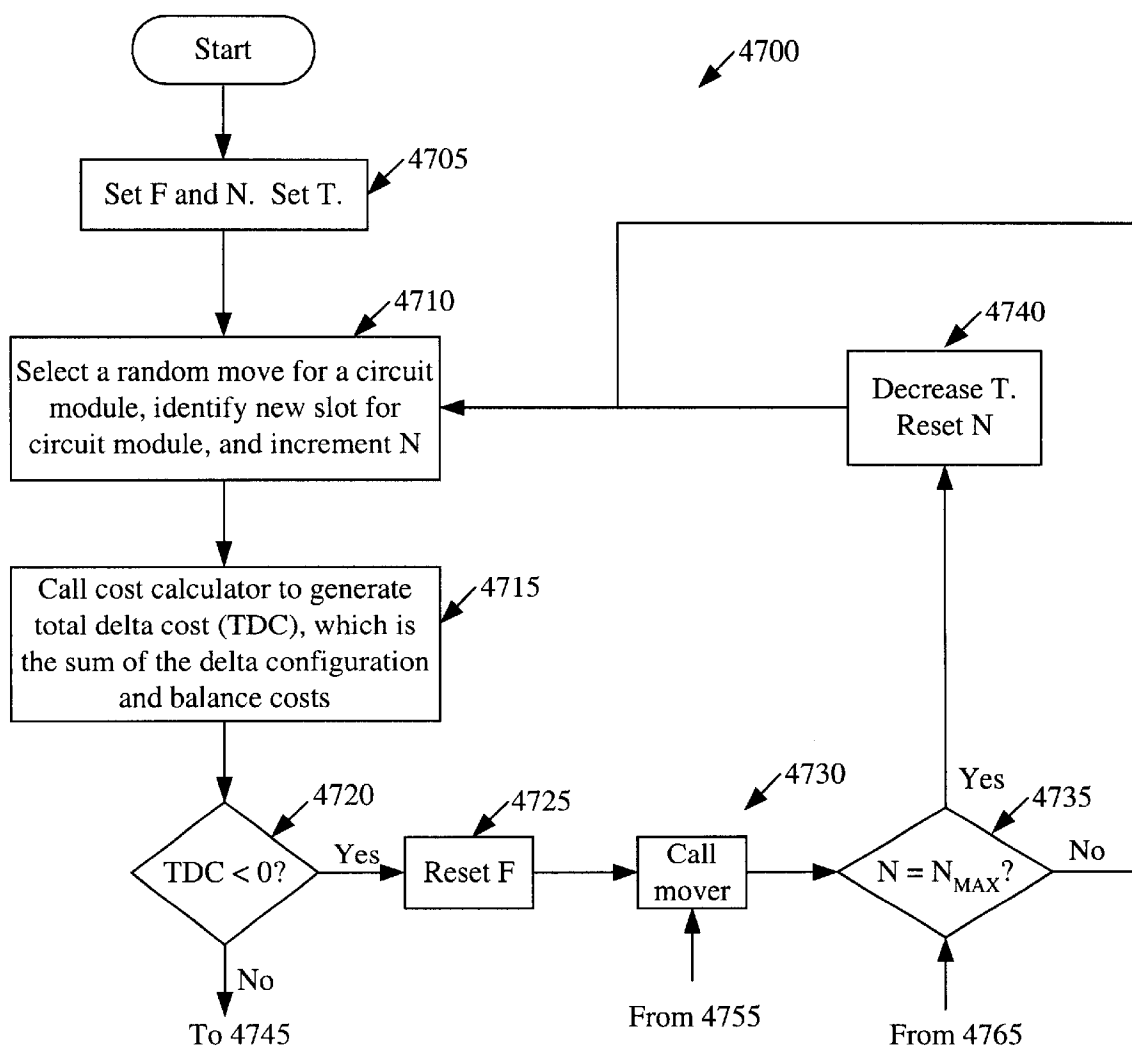 Start
4700
4705
Set F and N. Set T.
4710
Select a random move for a circuit
module, identify new slot for
circuit module, and increment N
4740
Decrease T.
Reset N
4715
Call cost calculator to generate
total delta cost (TDC), which is
the sum of the delta configuration
and balance costs
4720
TDC < 0?
Yes
No
To 4745
4725
Reset F
4730
Call
mover
From 4755
4735
N = N_MAX?
Yes
No
From 4765